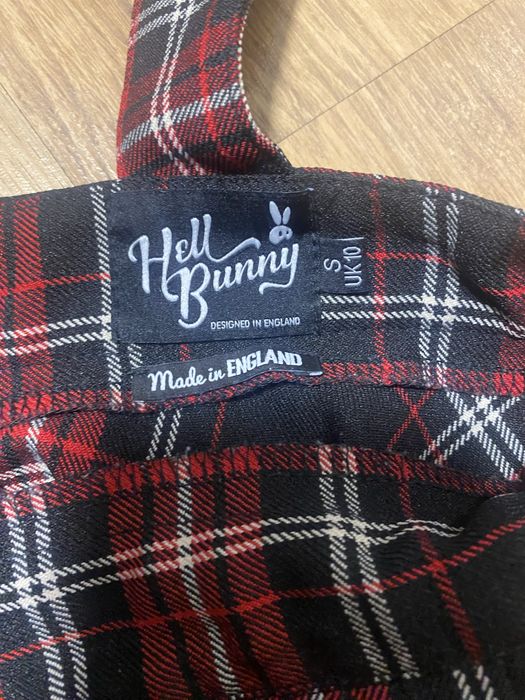 Hell
Bunny
DESIGNED IN ENGLAND
S
UK10
Made in ENGLAND